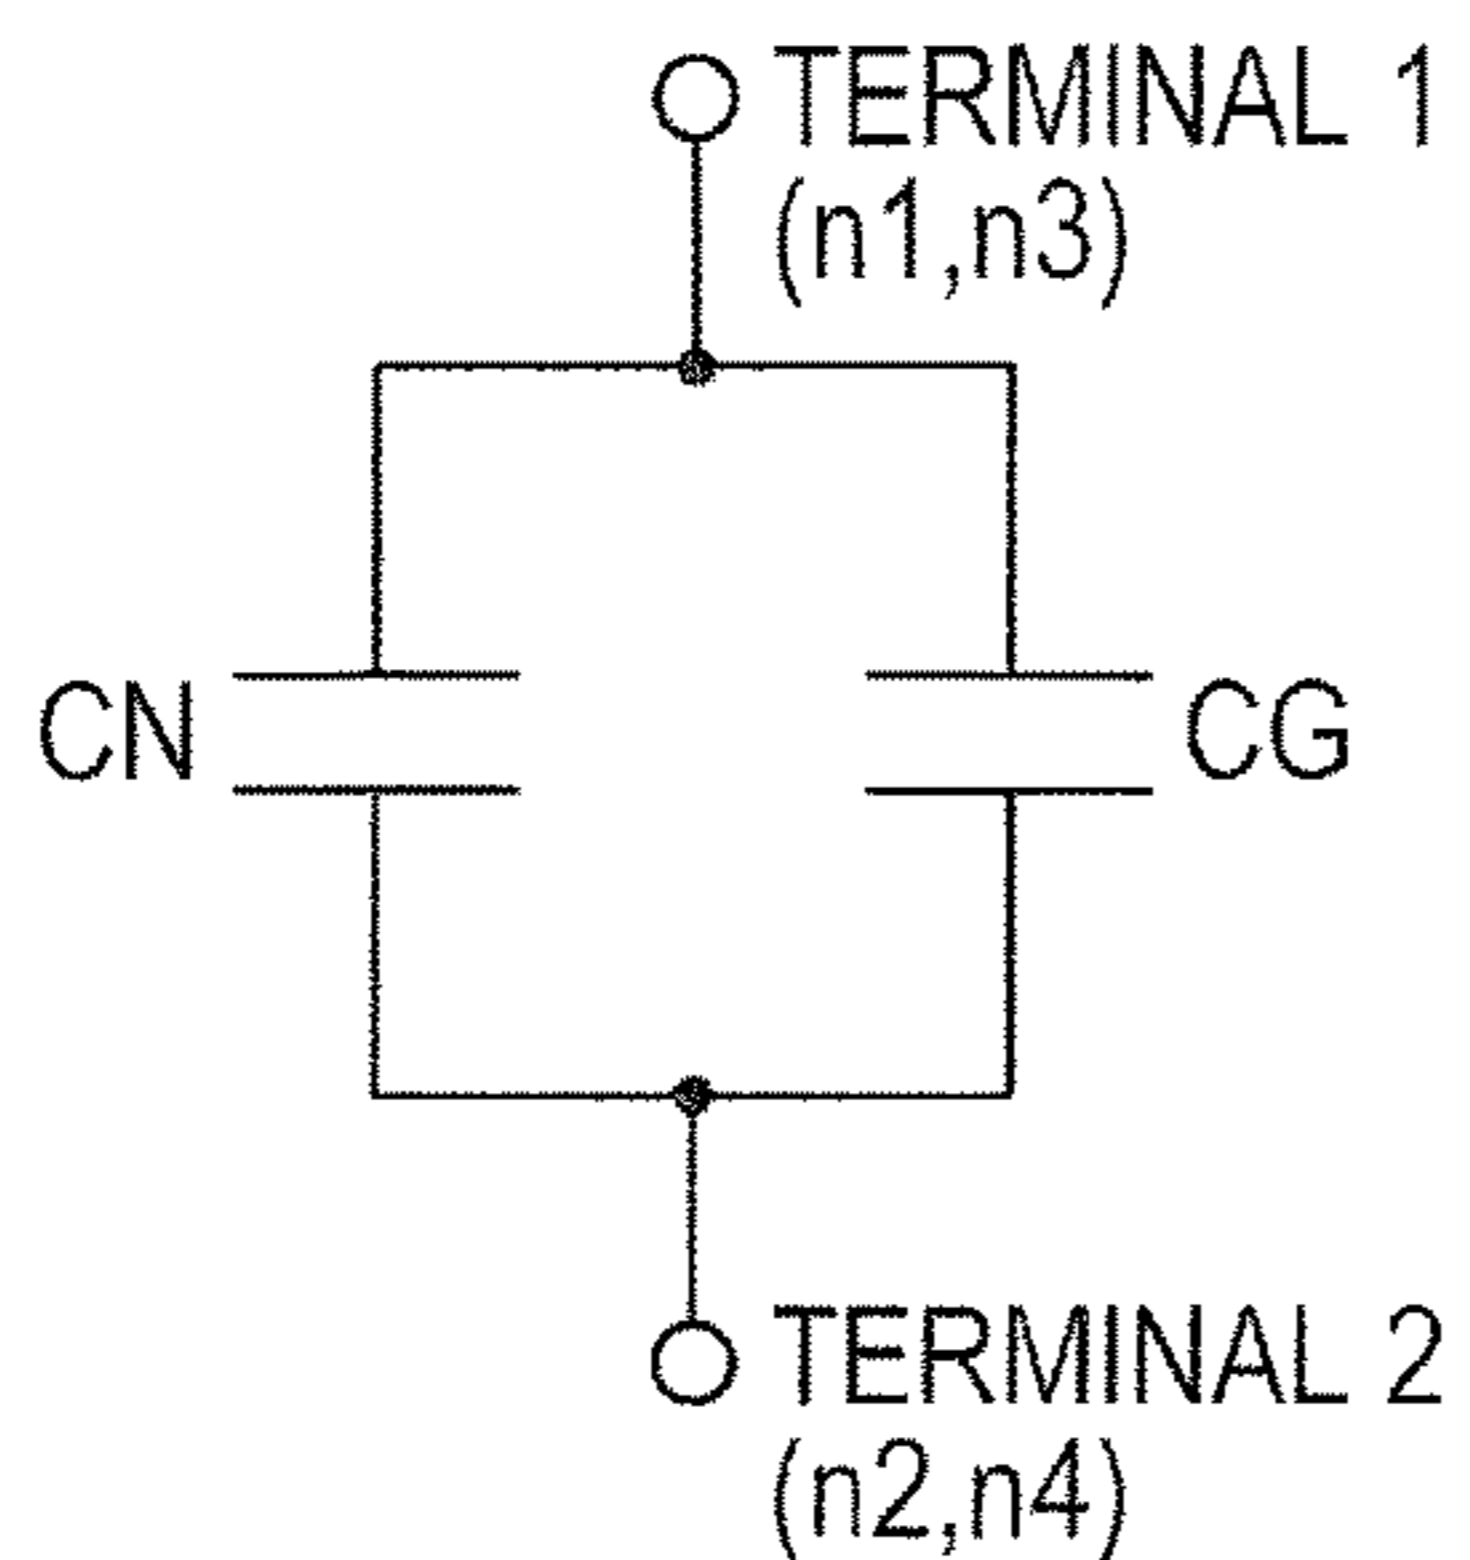 TERMINAL 1
(n1,n3)
CN
CG
TERMINAL 2
(n2,n4)